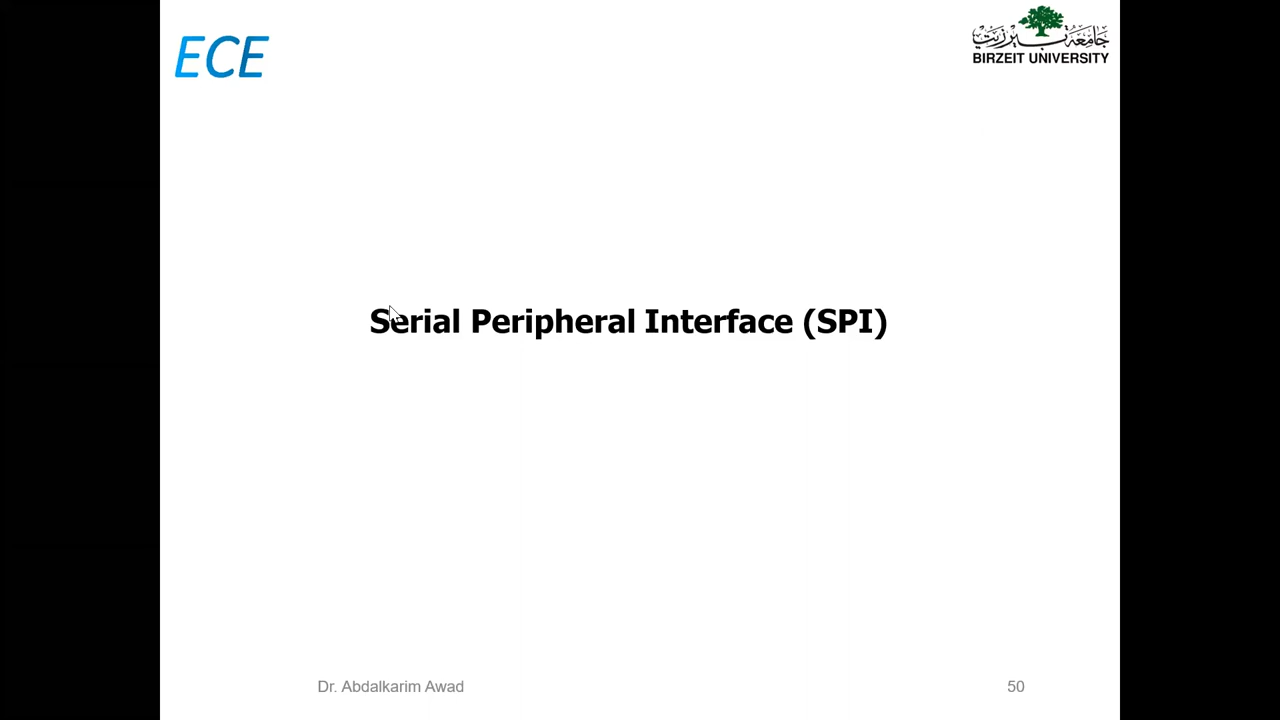 ECE
جامعة بيرزيت
BIRZEIT UNIVERSITY
Serial Peripheral Interface (SPI)
Dr. Abdalkarim Awad
50